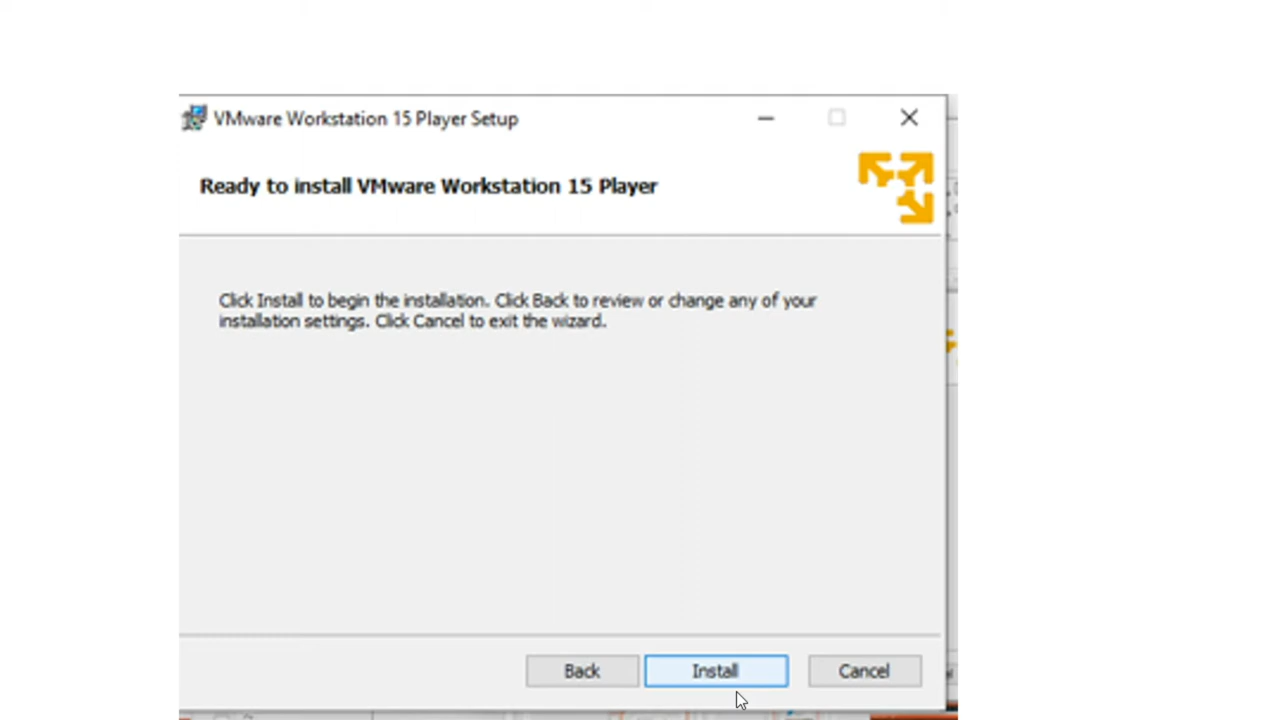 VMware Workstation 15 Player Setup
Ready to install VMware Workstation 15 Player
Click Install to begin the installation. Click Back to review or change any of your
installation settings. Click Cancel to exit the wizard.
Back Install Cancel